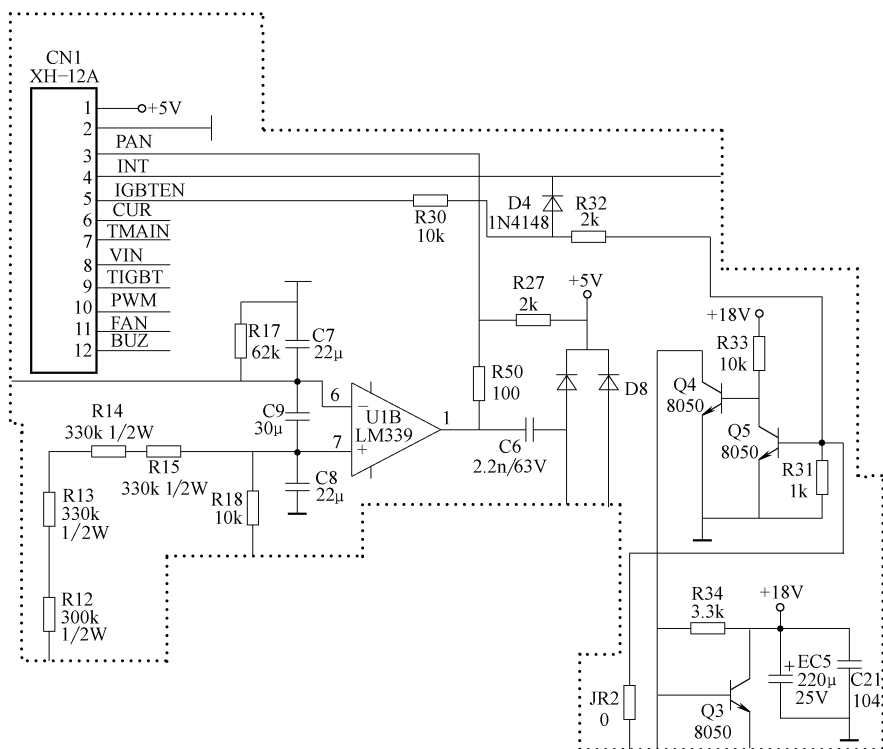 CN1
XH-12A
1
+5V
2
PAN
3
INT
4
IGBTEN
5
CUR
6
TMAIN
7
VIN
8
TIGBT
9
PWM
10
FAN
11
BUZ
12
R30
10k
D4
1N4148
R32
2k
R27
2k
+5V
+18V
R33
10k
R17
62k
C7
22μ
R50
100
D8
Q4
8050
Q5
8050
R31
1k
6
−
U1B
LM339
1
7
+
C9
30μ
C6
2.2n/63V
R14
330k 1/2W
R15
330k 1/2W
R18
10k
C8
22μ
R13
330k
1/2W
R12
300k
1/2W
R34
3.3k
+18V
+
EC5
220μ
25V
C21
104
JR2
0
Q3
8050